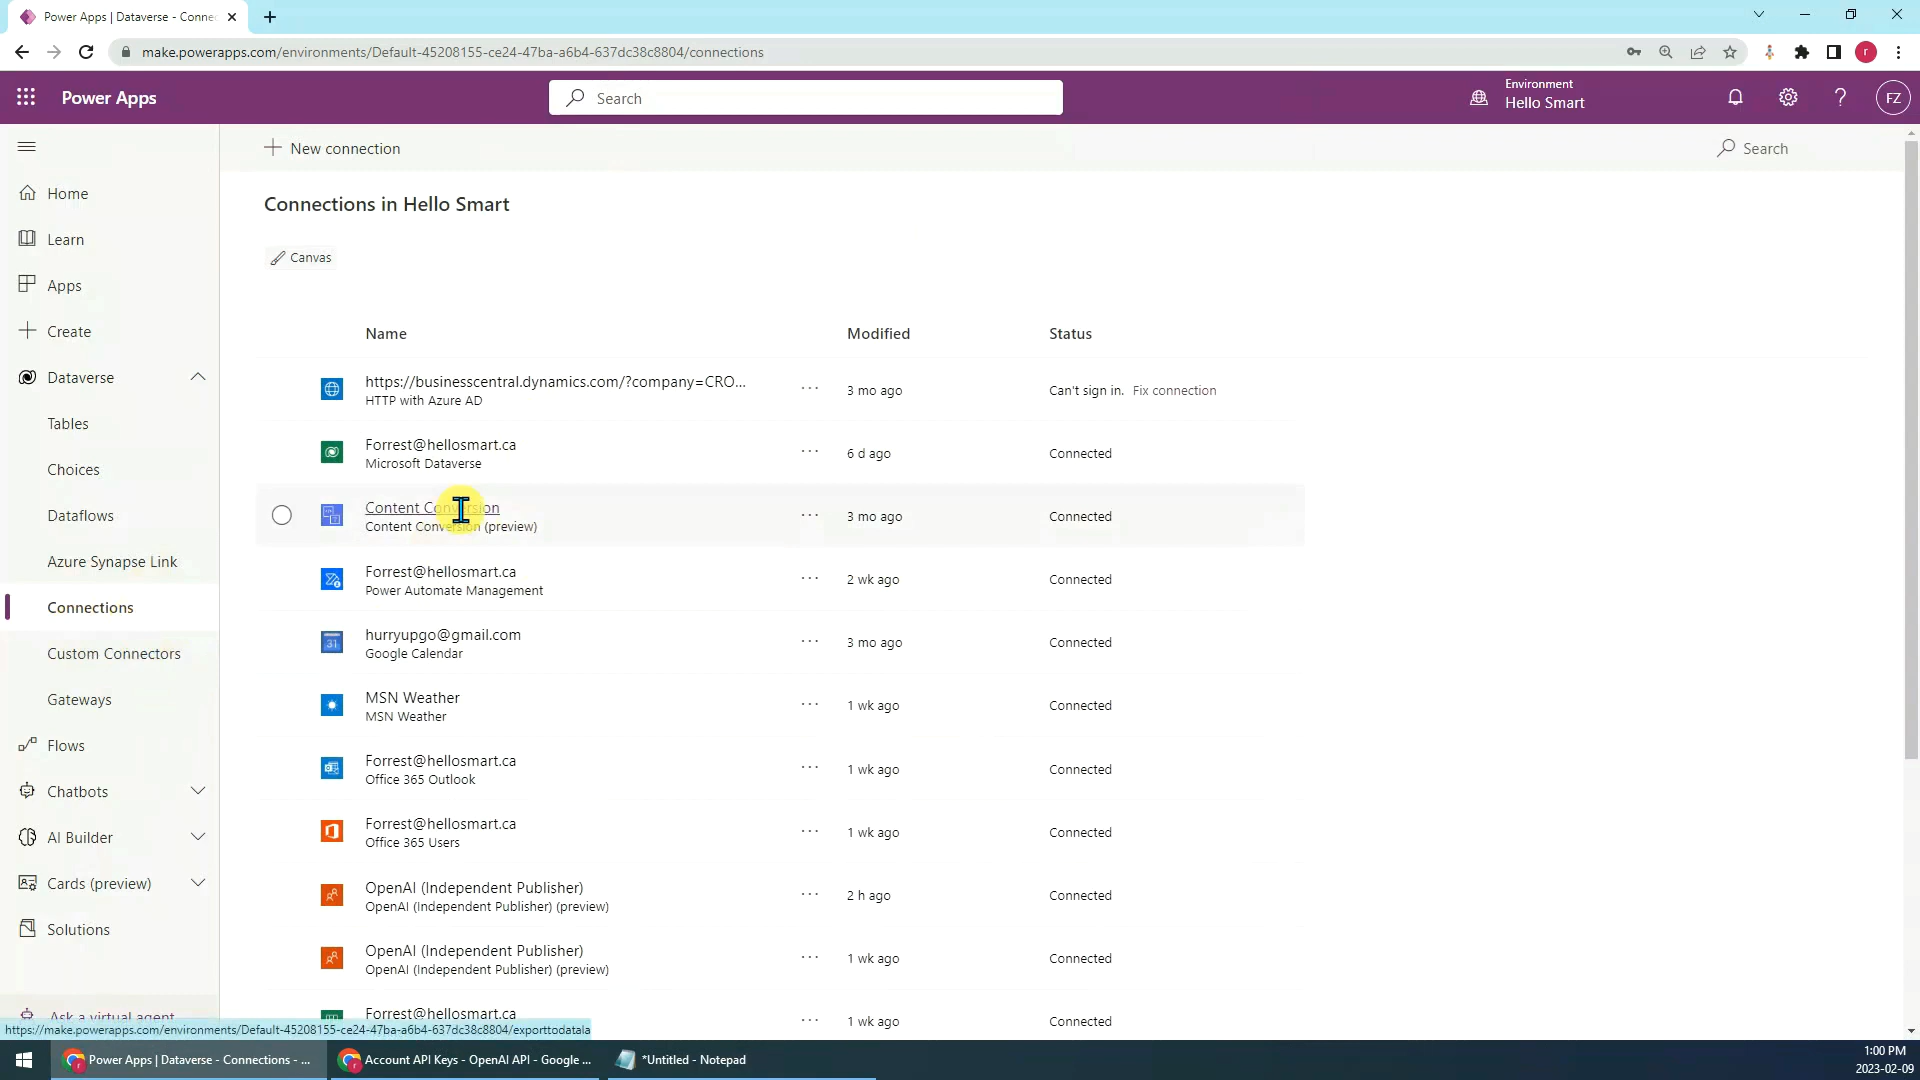 Power Apps | Dataverse - Connec
make.powerapps.com/environments/Default-45208155-ce24-47ba-a6b4-637dc38c8804/connections
r
Power Apps
Search
Environment
Hello Smart
FZ
New connection
Search
Connections in Hello Smart
Canvas
Home
Learn
Apps
Create
Dataverse
Tables
Choices
Dataflows
Azure Synapse Link
Connections
Custom Connectors
Gateways
Flows
Chatbots
AI Builder
Cards (preview)
Solutions
Ask a virtual agent
Name
Modified
Status
https://businesscentral.dynamics.com/?company=CRO...
HTTP with Azure AD
3 mo ago
Can't sign in. Fix connection
Forrest@hellosmart.ca
Microsoft Dataverse
6 d ago
Connected
Content Conversion
Content Conversion (preview)
3 mo ago
Connected
Forrest@hellosmart.ca
Power Automate Management
2 wk ago
Connected
31
hurryupgo@gmail.com
Google Calendar
3 mo ago
Connected
MSN Weather
MSN Weather
1 wk ago
Connected
Forrest@hellosmart.ca
Office 365 Outlook
1 wk ago
Connected
Forrest@hellosmart.ca
Office 365 Users
1 wk ago
Connected
OpenAI (Independent Publisher)
OpenAI (Independent Publisher) (preview)
2 h ago
Connected
OpenAI (Independent Publisher)
OpenAI (Independent Publisher) (preview)
1 wk ago
Connected
Forrest@hellosmart.ca
1 wk ago
Connected
https://make.powerapps.com/environments/Default-45208155-ce24-47ba-a6b4-637dc38c8804/exporttodatala
Power Apps | Dataverse - Connections - ...
Account API Keys - OpenAI API - Google ...
*Untitled - Notepad
1:00 PM
2023-02-09